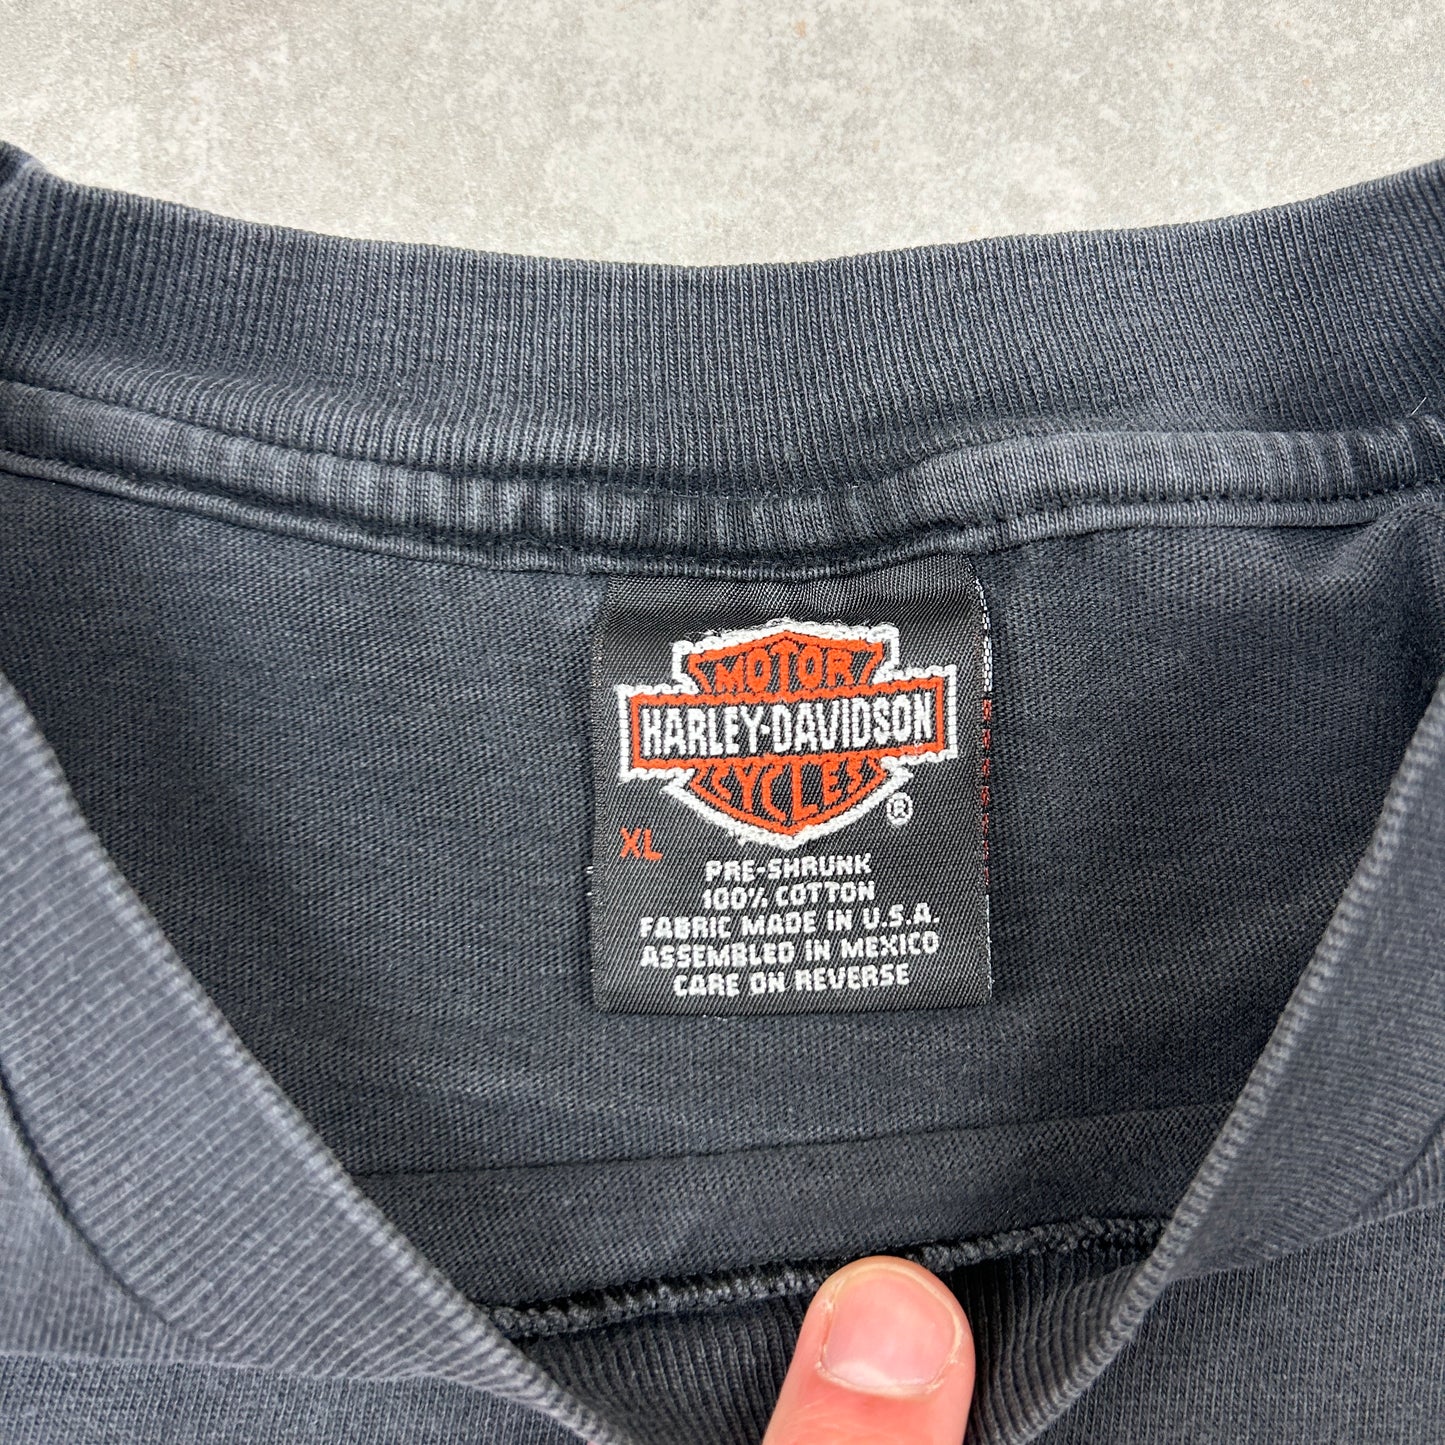 MOTOR
HARLEY-DAVIDSON
CYCLES
®
XL
PRE-SHRUNK
100% COTTON
FABRIC MADE IN U.S.A.
ASSEMBLED IN MEXICO
CARE ON REVERSE